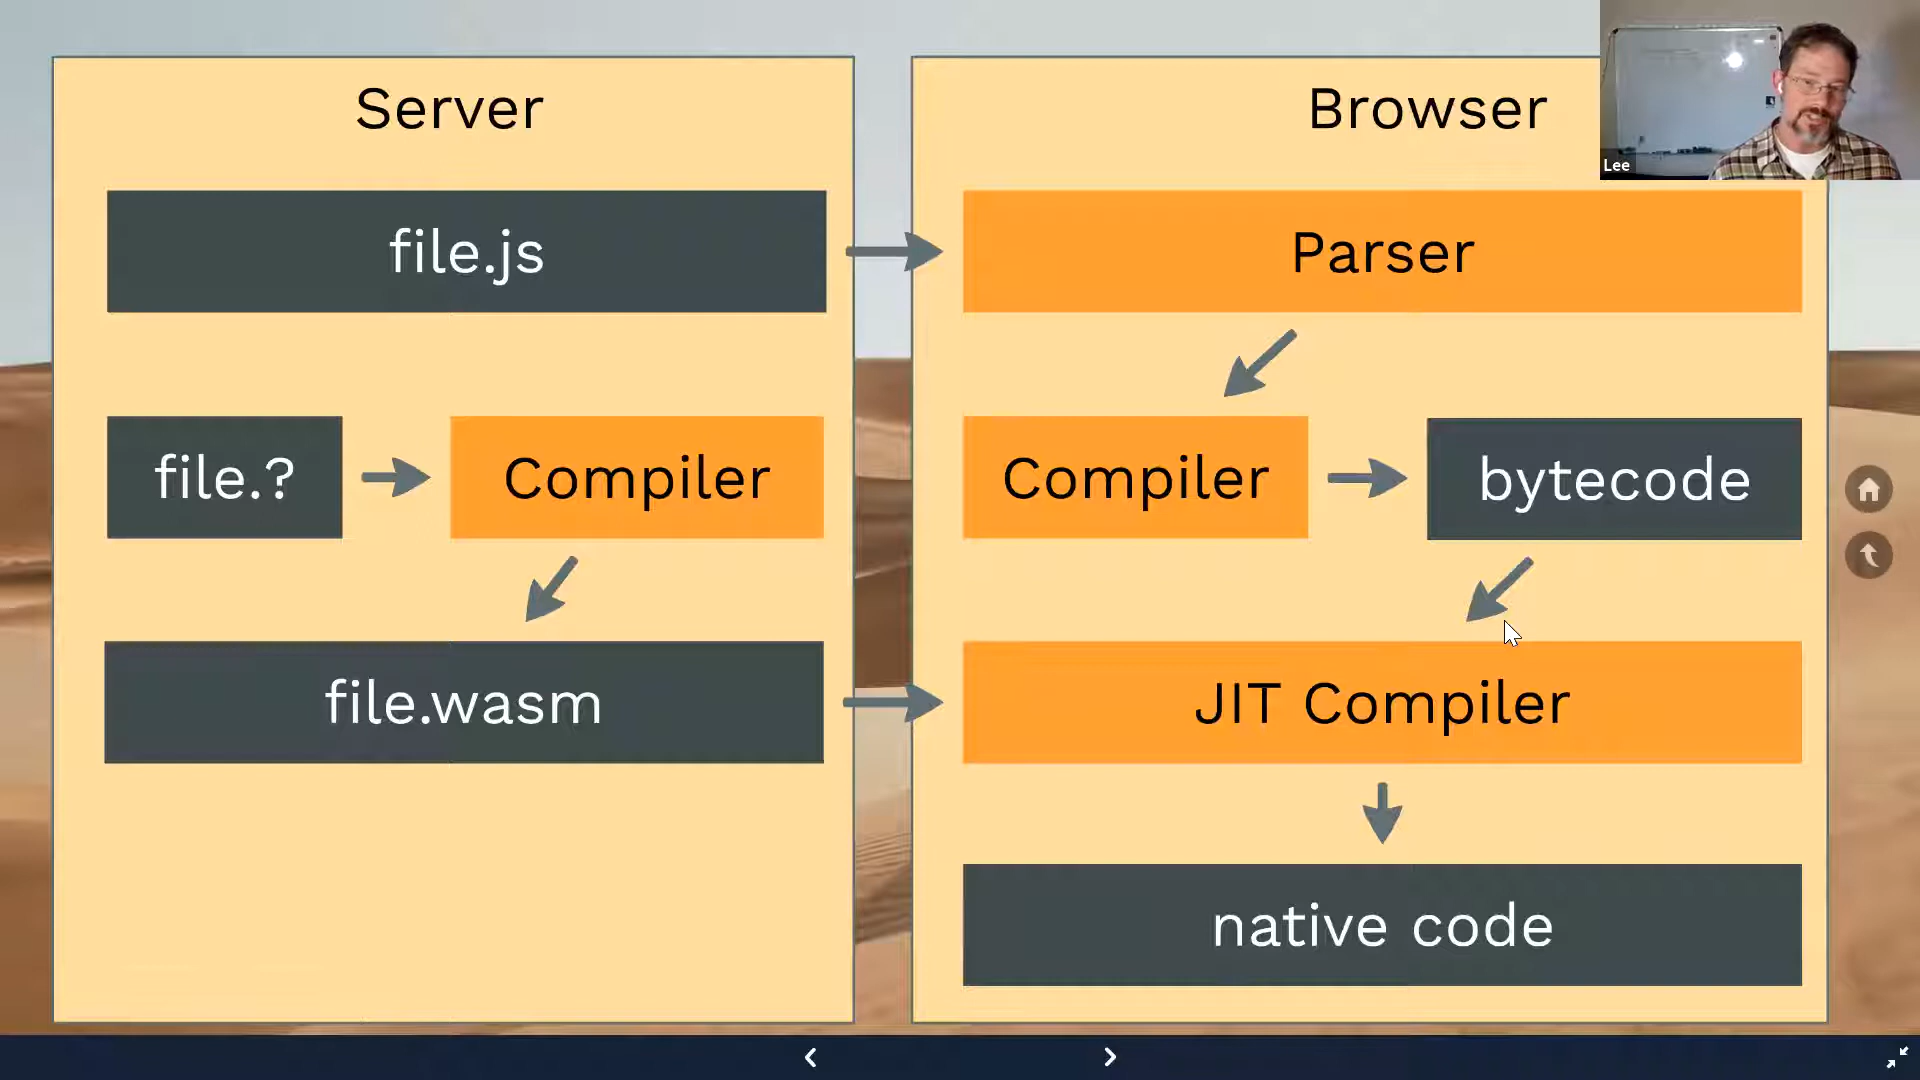 Server
Browser
Lee
file.js
Parser
file.?
Compiler
Compiler
bytecode
file.wasm
JIT Compiler
native code